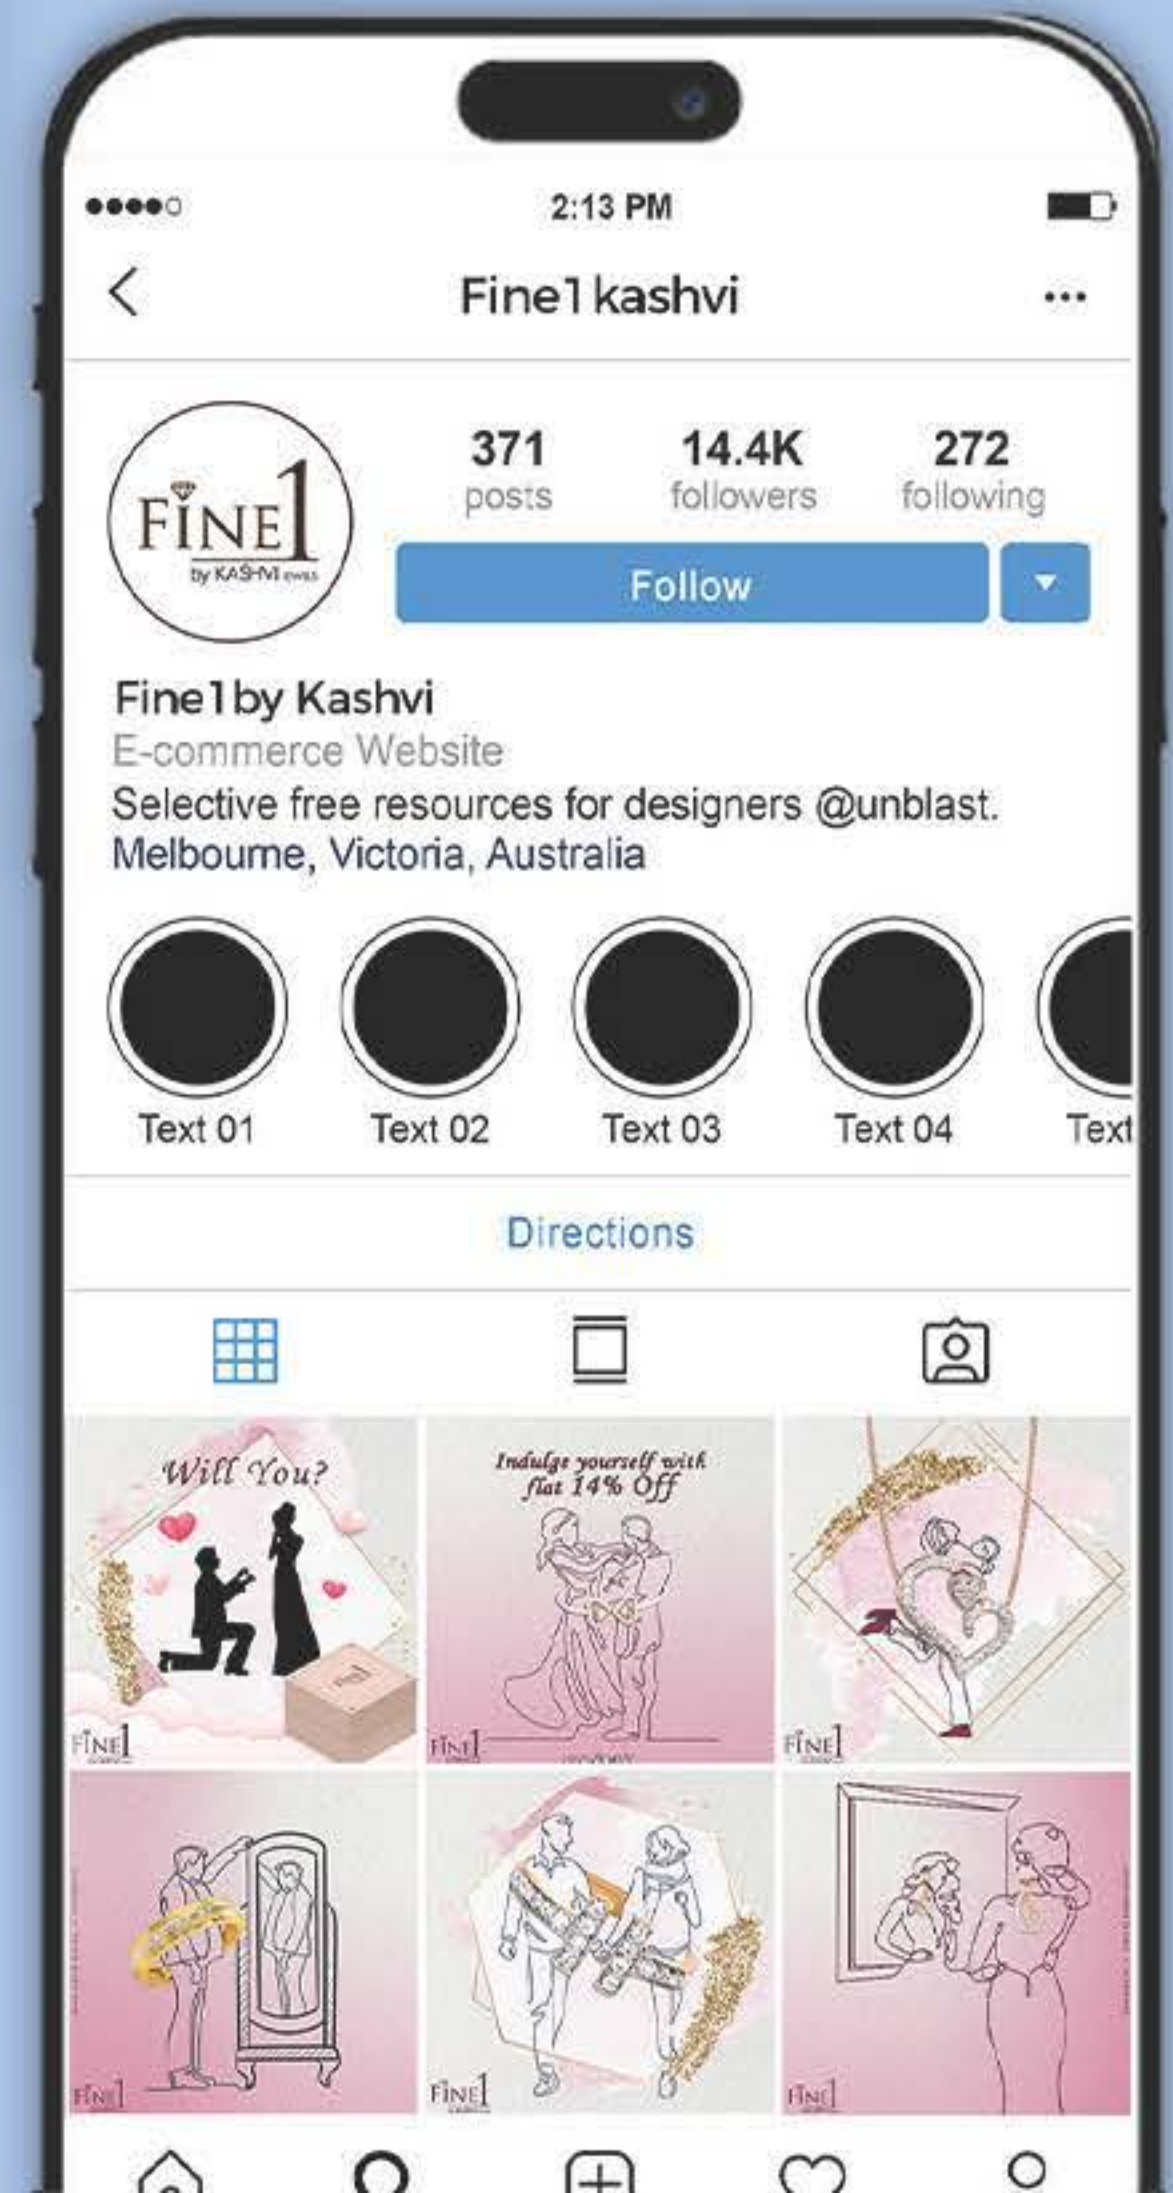 2:13 PM
Fine1 kashvi
371
posts
14.4K
followers
272
following
FINE1
by KASHVI
Follow
Fine1 by Kashvi
E-commerce Website
Selective free resources for designers @unblast.
Melbourne, Victoria, Australia
Text 01
Text 02
Text 03
Text 04
Text
Directions
Will You?
FINE1
Indulge yourself with
flat 14% Off
FINE1
FINE1
FINE1
FINE1
FINE1